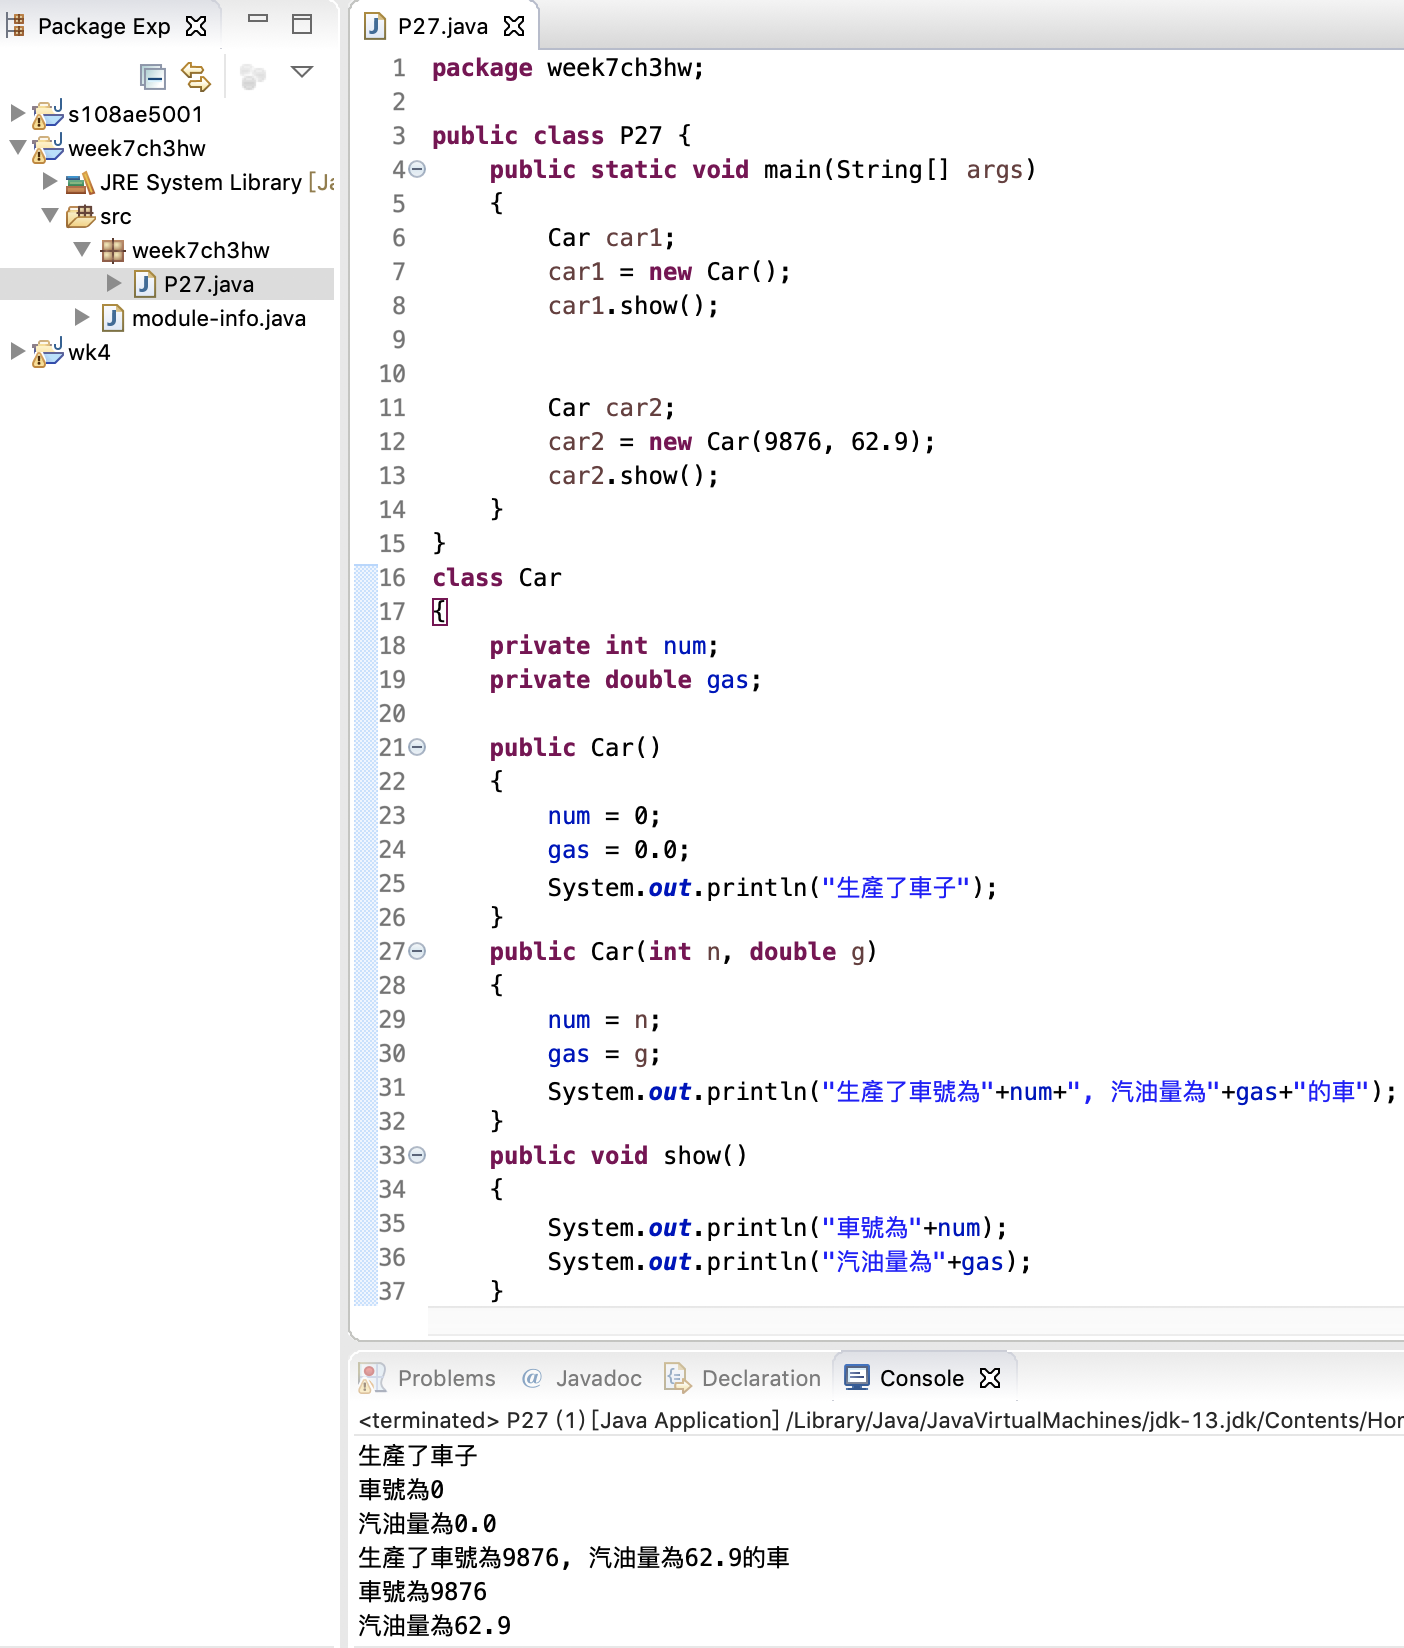 Package Exp
s108ae5001
week7ch3hw
JRE System Library [Ja
src
week7ch3hw
P27.java
module-info.java
wk4
P27.java
1 package week7ch3hw;
2
3 public class P27 {
4     public static void main(String[] args)
5     {
6         Car car1;
7         car1 = new Car();
8         car1.show();
9
10
11         Car car2;
12         car2 = new Car(9876, 62.9);
13         car2.show();
14     }
15 }
16 class Car
17 {
18     private int num;
19     private double gas;
20
21     public Car()
22     {
23         num = 0;
24         gas = 0.0;
25         System.out.println("生產了車子");
26     }
27     public Car(int n, double g)
28     {
29         num = n;
30         gas = g;
31         System.out.println("生產了車號為"+num+", 汽油量為"+gas+"的車");
32     }
33     public void show()
34     {
35         System.out.println("車號為"+num);
36         System.out.println("汽油量為"+gas);
37     }
Problems @ Javadoc Declaration Console
<terminated> P27 (1) [Java Application] /Library/Java/JavaVirtualMachines/jdk-13.jdk/Contents/Hor
生產了車子
車號為0
汽油量為0.0
生產了車號為9876, 汽油量為62.9的車
車號為9876
汽油量為62.9